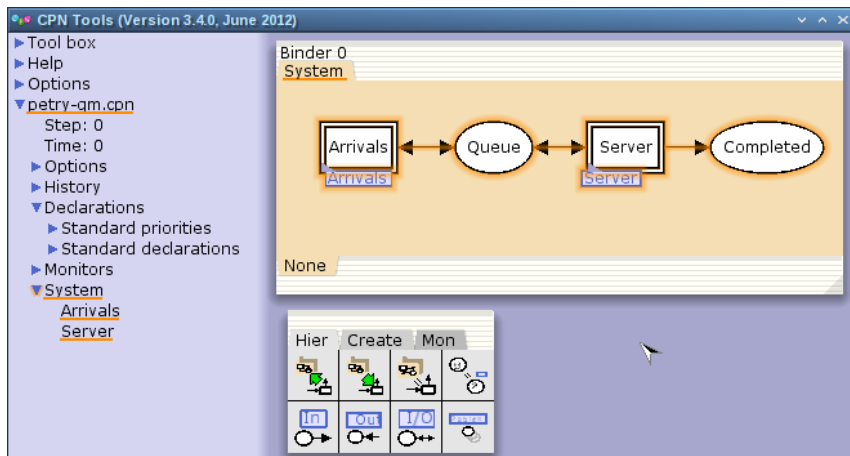 CPN Tools (Version 3.4.0, June 2012)
Tool box
Help
Options
petry-qm.cpn
Step: 0
Time: 0
Options
History
Declarations
Standard priorities
Standard declarations
Monitors
System
Arrivals
Server
Binder 0
System
Arrivals Queue Server Completed
Arrivals Server
None
Hier Create Mon
In Out I/O